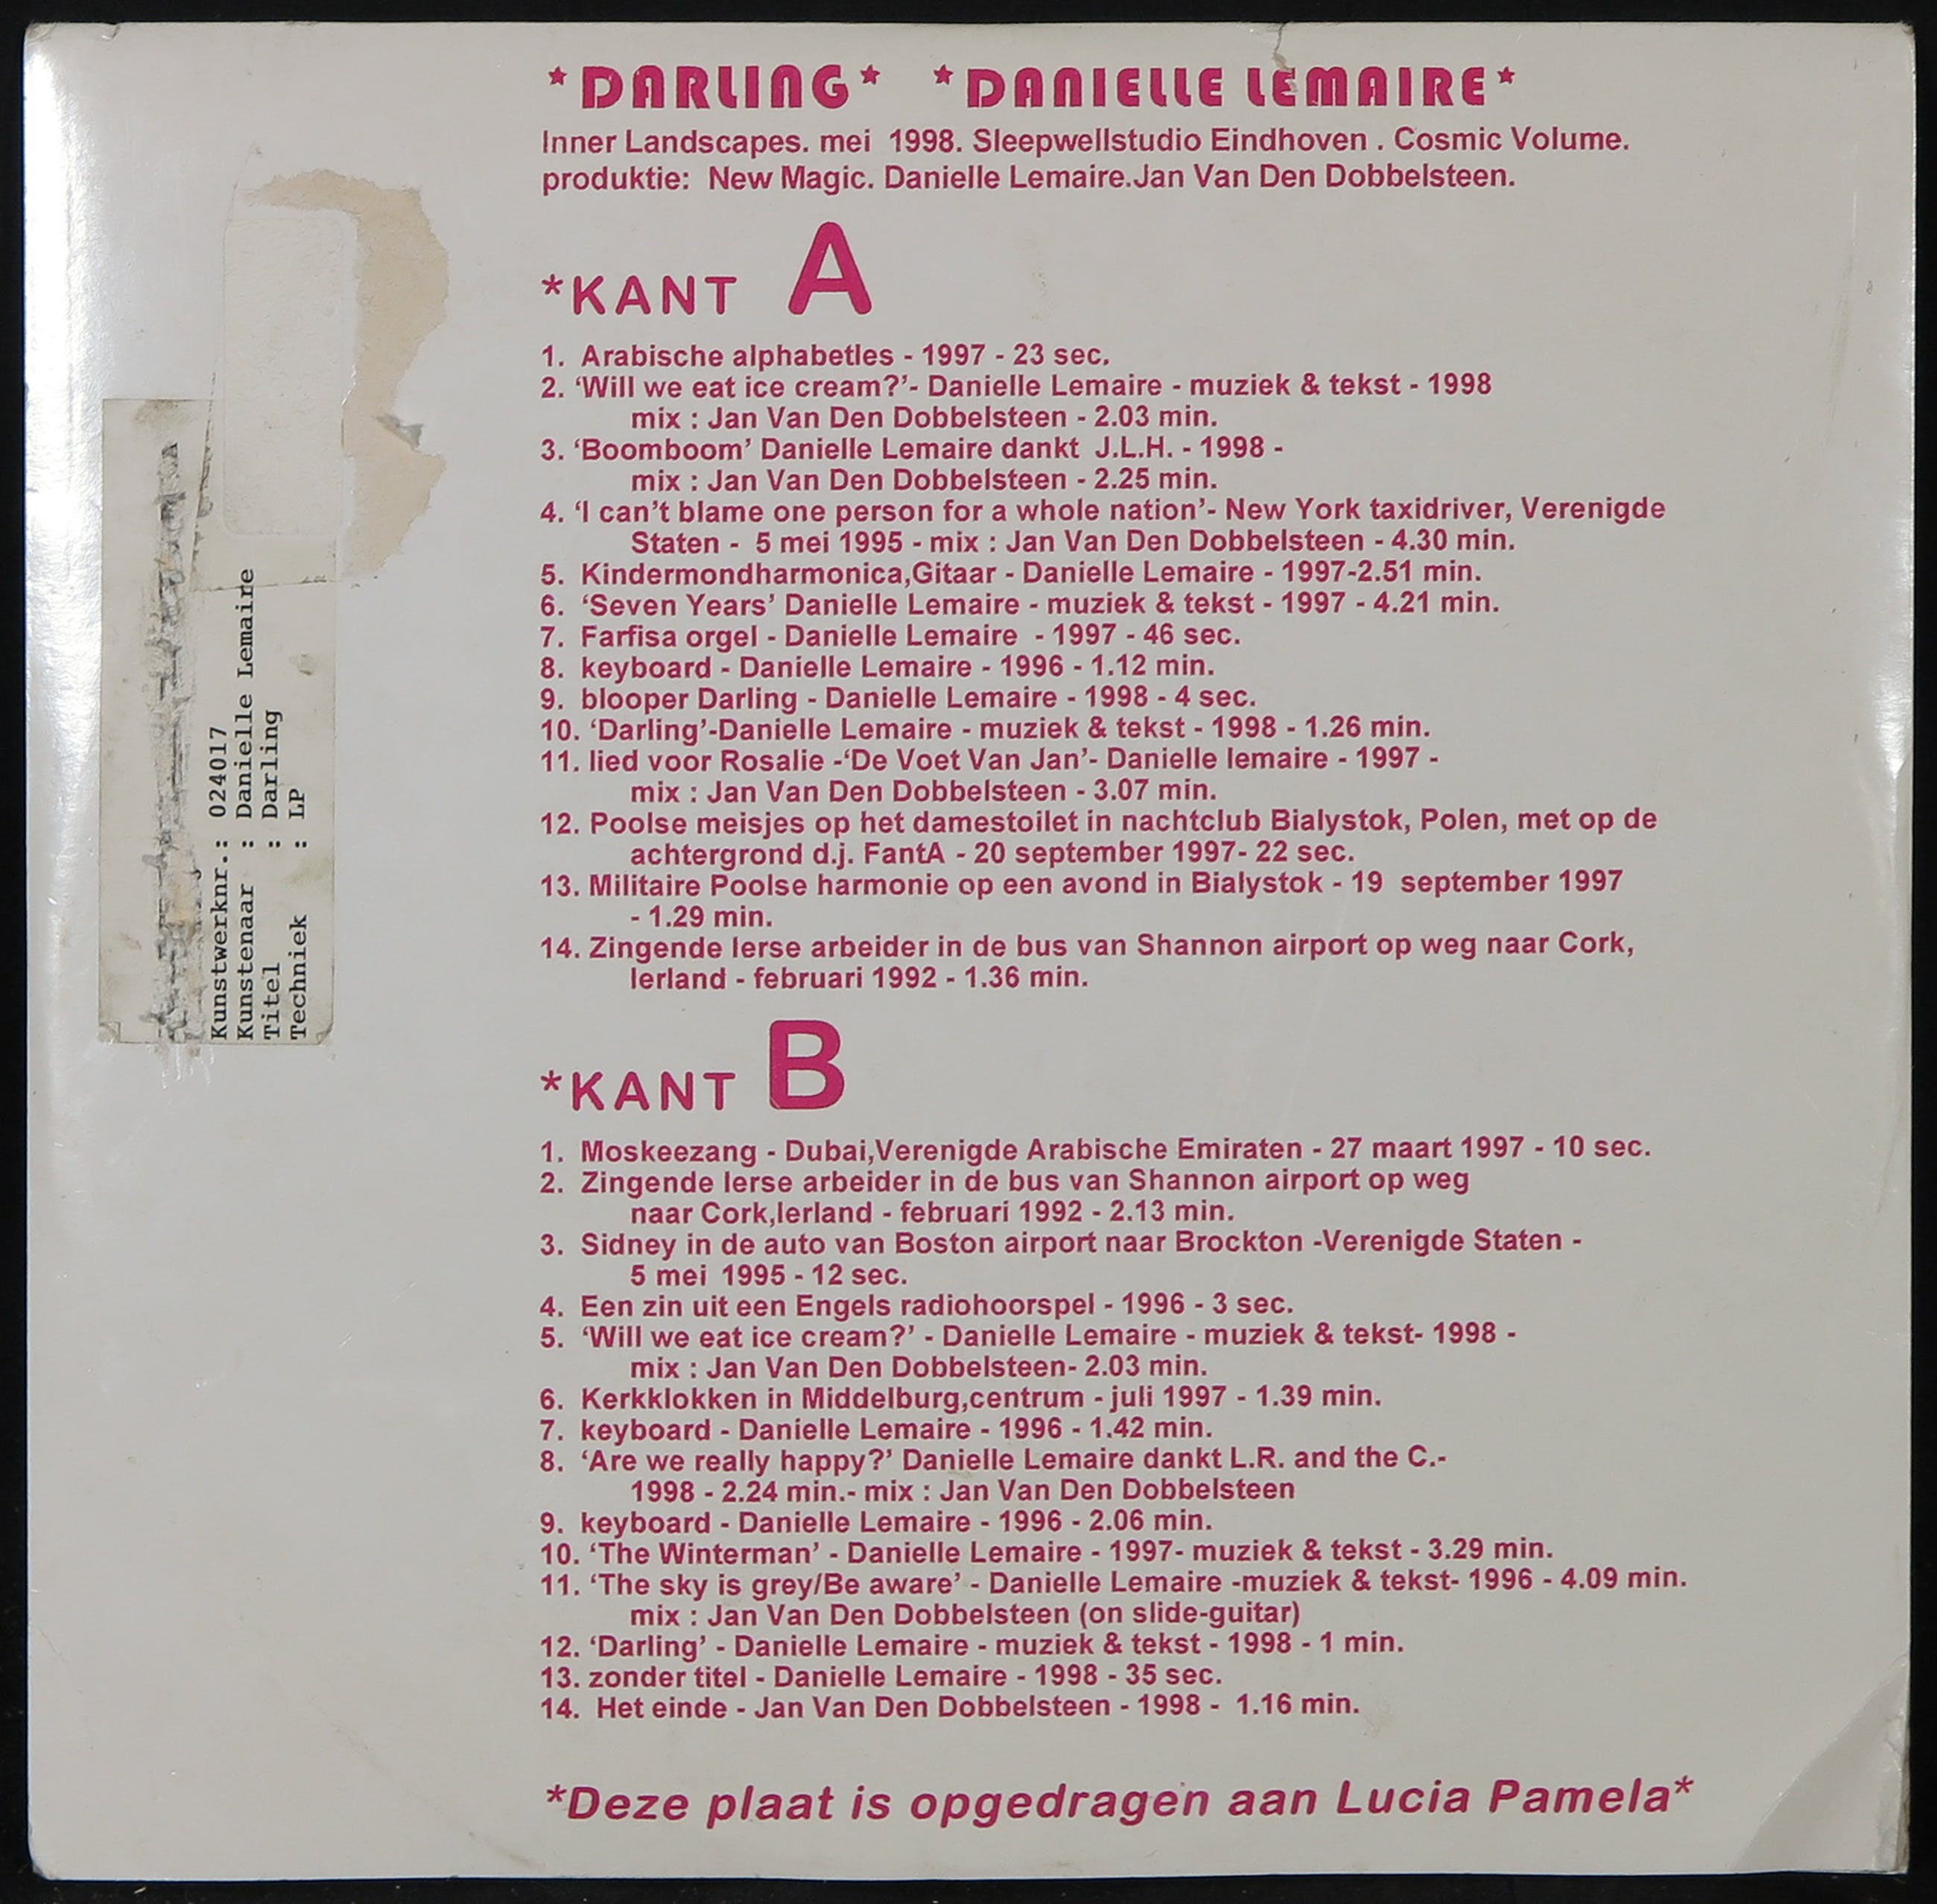 *DARLING* *DANIELLE LEMAIRE*
Inner Landscapes. mei 1998. Sleepwellstudio Eindhoven . Cosmic Volume.
produktie: New Magic. Danielle Lemaire.Jan Van Den Dobbelsteen.
*KANT A
1. Arabische alphabetles - 1997 - 23 sec.
2. ‘Will we eat ice cream?’- Danielle Lemaire - muziek & tekst - 1998
mix : Jan Van Den Dobbelsteen - 2.03 min.
3. ‘Boomboom’ Danielle Lemaire dankt J.L.H. - 1998 -
mix : Jan Van Den Dobbelsteen - 2.25 min.
4. ‘I can’t blame one person for a whole nation’- New York taxidriver, Verenigde
Staten - 5 mei 1995 - mix : Jan Van Den Dobbelsteen - 4.30 min.
5. Kindermondharmonica,Gitaar - Danielle Lemaire - 1997-2.51 min.
6. ‘Seven Years’ Danielle Lemaire - muziek & tekst - 1997 - 4.21 min.
7. Farfisa orgel - Danielle Lemaire - 1997 - 46 sec.
8. keyboard - Danielle Lemaire - 1996 - 1.12 min.
9. blooper Darling - Danielle Lemaire - 1998 - 4 sec.
10. ‘Darling’-Danielle Lemaire - muziek & tekst - 1998 - 1.26 min.
11. lied voor Rosalie -‘De Voet Van Jan’- Danielle lemaire - 1997 -
mix : Jan Van Den Dobbelsteen - 3.07 min.
12. Poolse meisjes op het damestoilet in nachtclub Bialystok, Polen, met op de
achtergrond d.j. FantA - 20 september 1997- 22 sec.
13. Militaire Poolse harmonie op een avond in Bialystok - 19 september 1997
- 1.29 min.
14. Zingende Ierse arbeider in de bus van Shannon airport op weg naar Cork,
Ierland - februari 1992 - 1.36 min.
*KANT B
1. Moskeezang - Dubai,Verenigde Arabische Emiraten - 27 maart 1997 - 10 sec.
2. Zingende Ierse arbeider in de bus van Shannon airport op weg
naar Cork,Ierland - februari 1992 - 2.13 min.
3. Sidney in de auto van Boston airport naar Brockton -Verenigde Staten -
5 mei 1995 - 12 sec.
4. Een zin uit een Engels radiohoorspel - 1996 - 3 sec.
5. ‘Will we eat ice cream?’ - Danielle Lemaire - muziek & tekst- 1998 -
mix : Jan Van Den Dobbelsteen- 2.03 min.
6. Kerkklokken in Middelburg,centrum - juli 1997 - 1.39 min.
7. keyboard - Danielle Lemaire - 1996 - 1.42 min.
8. ‘Are we really happy?’ Danielle Lemaire dankt L.R. and the C.-
1998 - 2.24 min.- mix : Jan Van Den Dobbelsteen
9. keyboard - Danielle Lemaire - 1996 - 2.06 min.
10. ‘The Winterman’ - Danielle Lemaire - 1997- muziek & tekst - 3.29 min.
11. ‘The sky is grey/Be aware’ - Danielle Lemaire -muziek & tekst- 1996 - 4.09 min.
mix : Jan Van Den Dobbelsteen (on slide-guitar)
12. ‘Darling’ - Danielle Lemaire - muziek & tekst - 1998 - 1 min.
13. zonder titel - Danielle Lemaire - 1998 - 35 sec.
14. Het einde - Jan Van Den Dobbelsteen - 1998 - 1.16 min.
*Deze plaat is opgedragen aan Lucia Pamela*
Kunstwerknr.: 024017
Kunstenaar : Danielle Lemaire
Titel : Darling
Techniek : LP